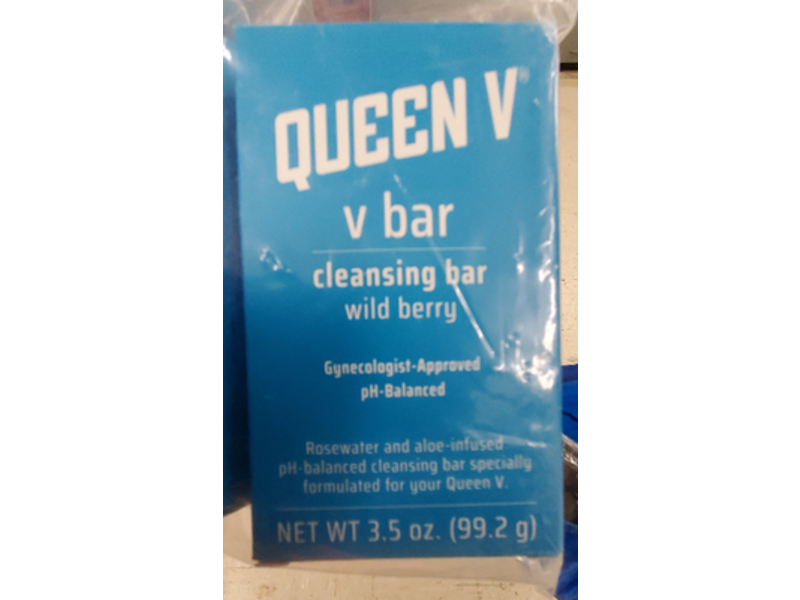 QUEEN V®
v bar
cleansing bar
wild berry
Gynecologist-Approved
pH-Balanced
Rosewater and aloe-infused
pH-balanced cleansing bar specially
formulated for your Queen V.
NET WT 3.5 oz. (99.2 g)